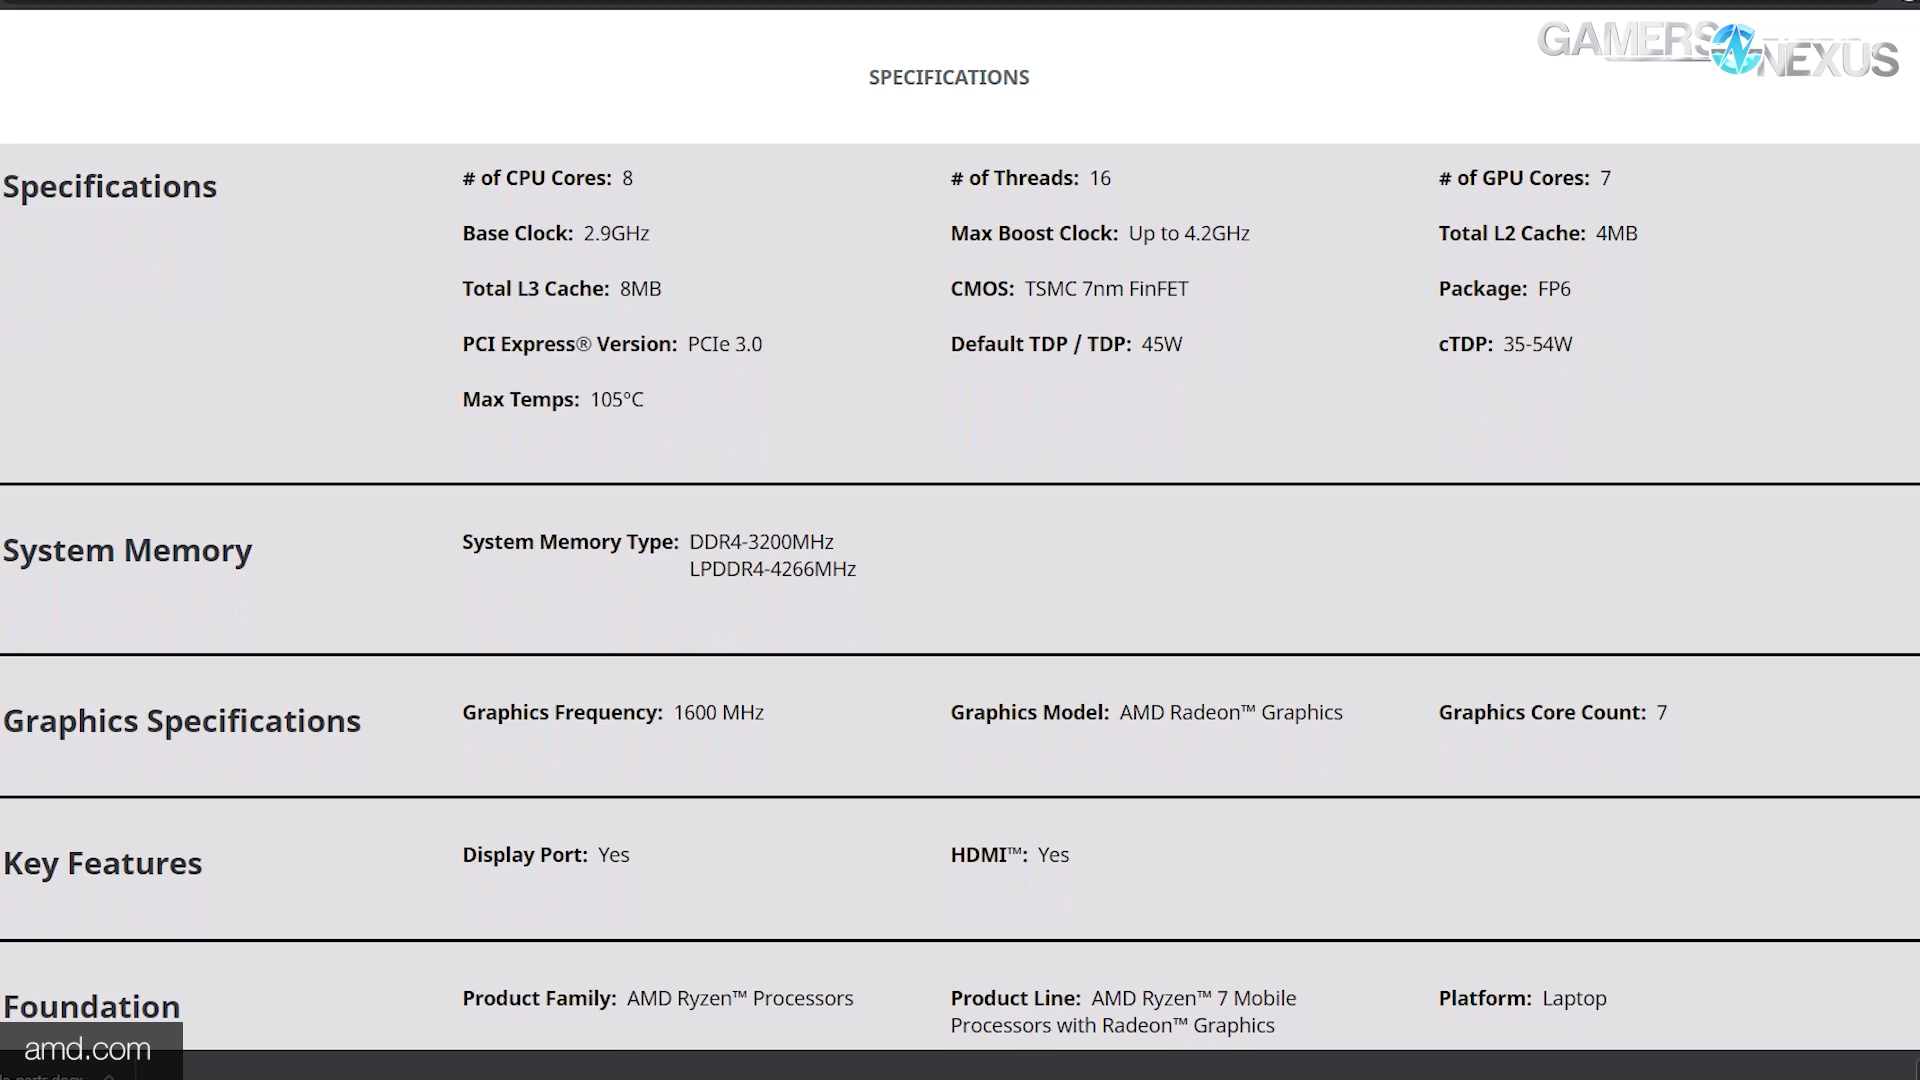 GAMERS NEXUS
SPECIFICATIONS
Specifications
# of CPU Cores: 8
# of Threads: 16
# of GPU Cores: 7
Base Clock: 2.9GHz
Max Boost Clock: Up to 4.2GHz
Total L2 Cache: 4MB
Total L3 Cache: 8MB
CMOS: TSMC 7nm FinFET
Package: FP6
PCI Express® Version: PCIe 3.0
Default TDP / TDP: 45W
cTDP: 35-54W
Max Temps: 105°C
System Memory
System Memory Type: DDR4-3200MHz
LPDDR4-4266MHz
Graphics Specifications
Graphics Frequency: 1600 MHz
Graphics Model: AMD Radeon™ Graphics
Graphics Core Count: 7
Key Features
Display Port: Yes
HDMI™: Yes
Foundation
Product Family: AMD Ryzen™ Processors
Product Line: AMD Ryzen™ 7 Mobile
Processors with Radeon™ Graphics
Platform: Laptop
amd.com